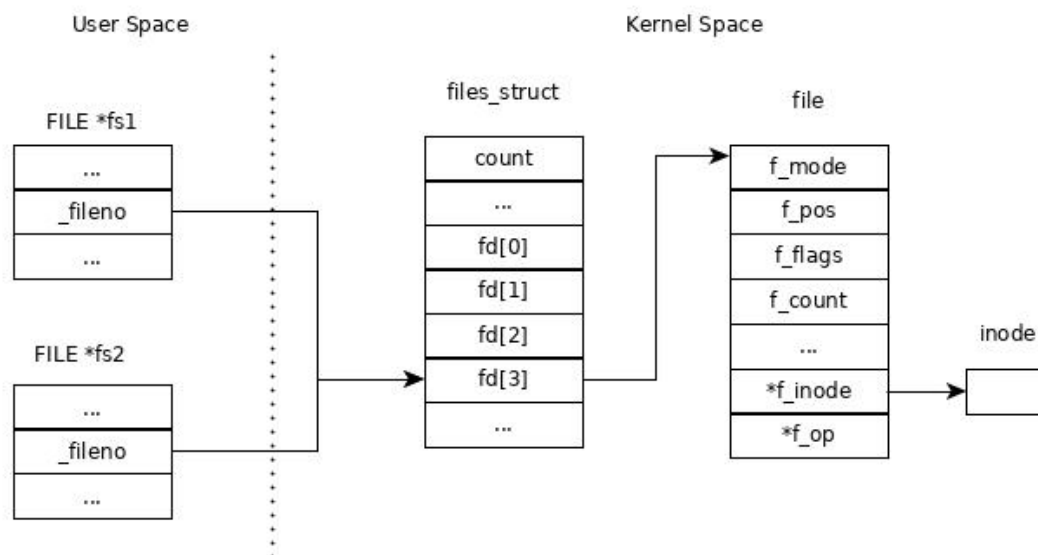 User Space
Kernel Space
FILE *fs1
...
_fileno
...
FILE *fs2
...
_fileno
...
files_struct
count
...
fd[0]
fd[1]
fd[2]
fd[3]
...
file
f_mode
f_pos
f_flags
f_count
...
*f_inode
*f_op
inode